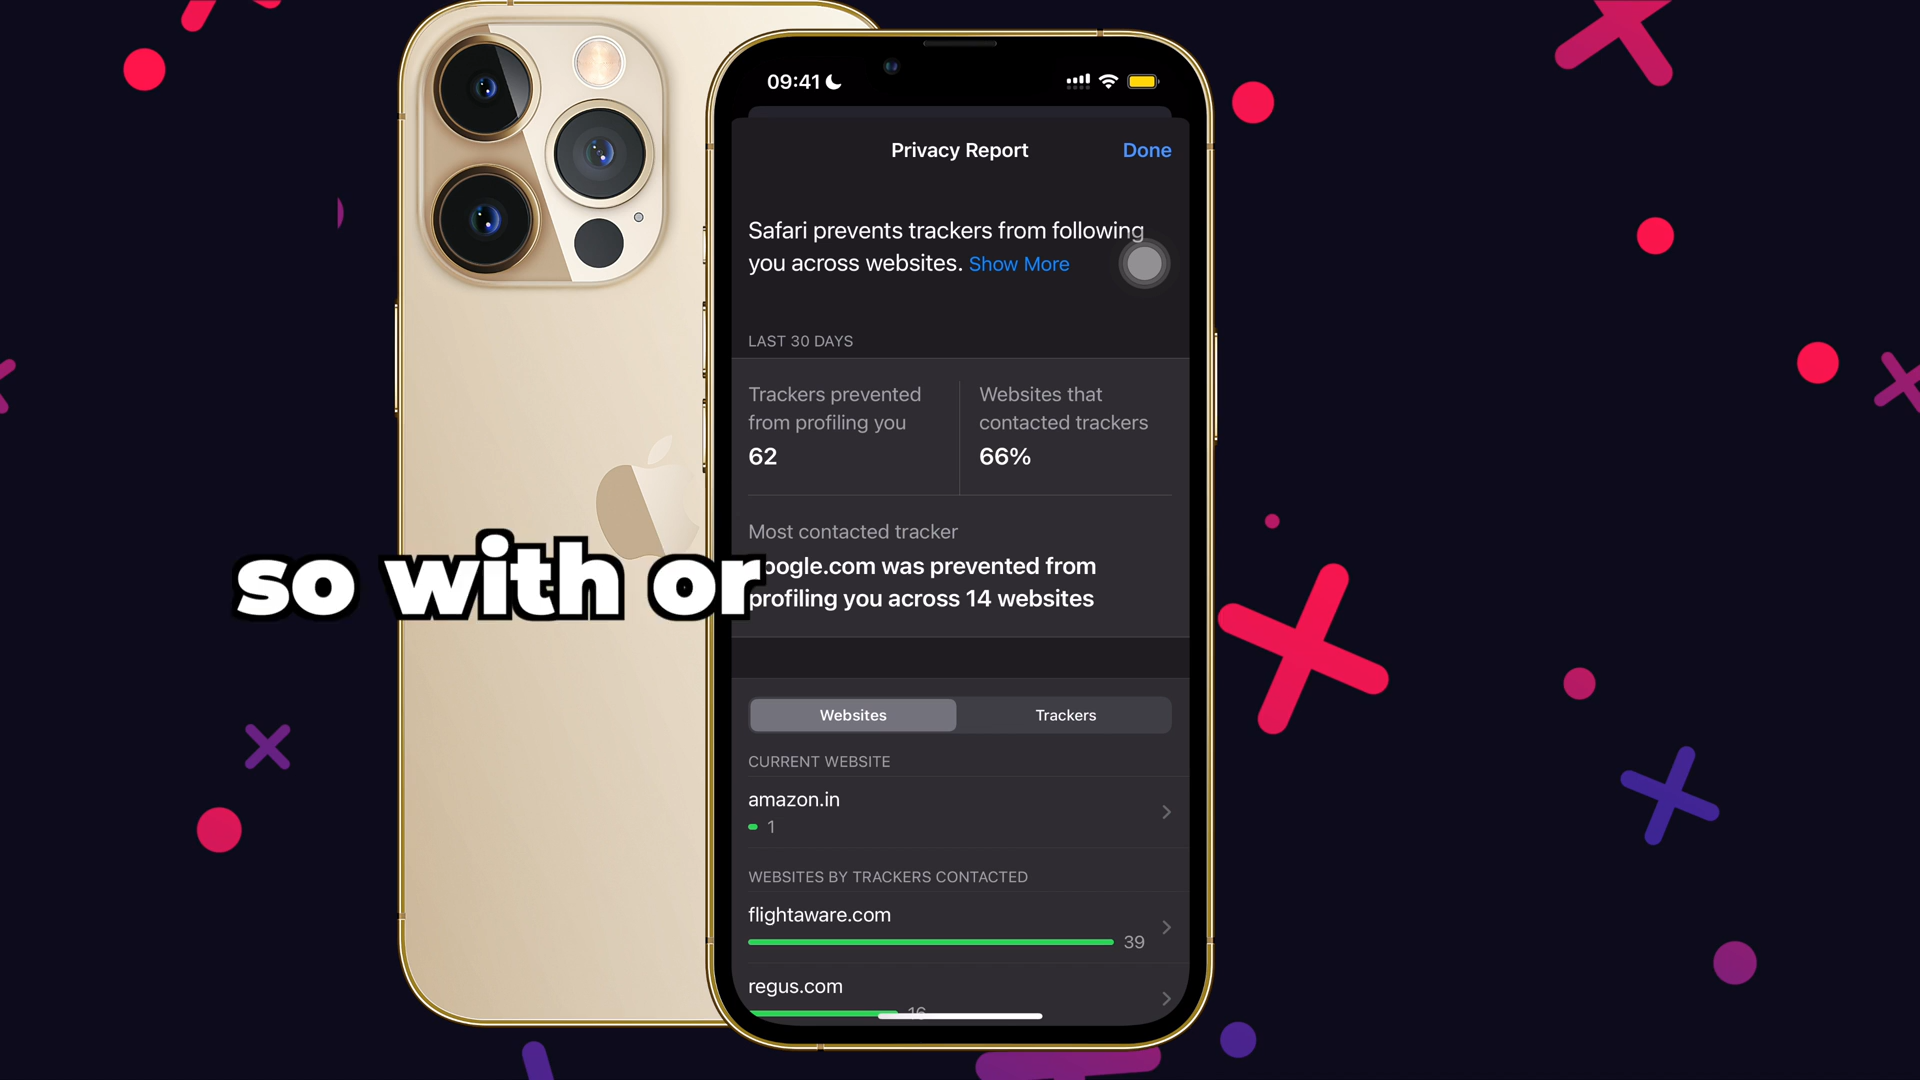 09:41
Privacy Report
Done
Safari prevents trackers from following
you across websites. Show More
LAST 30 DAYS
Trackers prevented
from profiling you
62
Websites that
contacted trackers
66%
Most contacted tracker
oogle.com was prevented from
profiling you across 14 websites
so with or
Websites
Trackers
CURRENT WEBSITE
amazon.in
1
WEBSITES BY TRACKERS CONTACTED
flightaware.com
39
regus.com
16